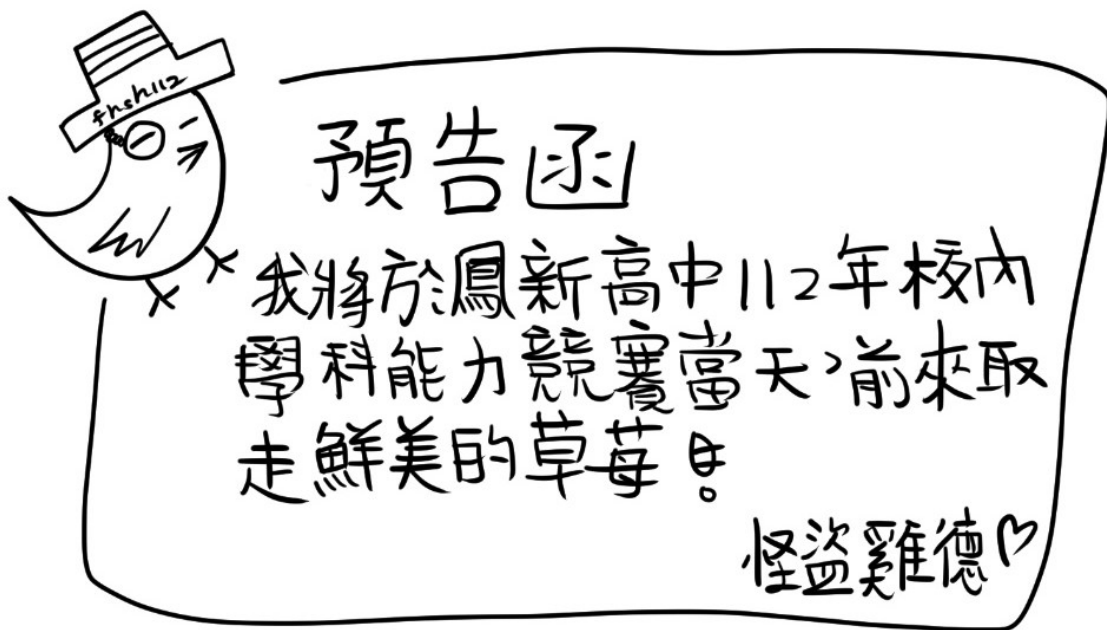 fhsh112
預告函
我將於鳳新高中112年校內
學科能力競賽當天,前來取
走鮮美的草莓!
怪盜雞德♡